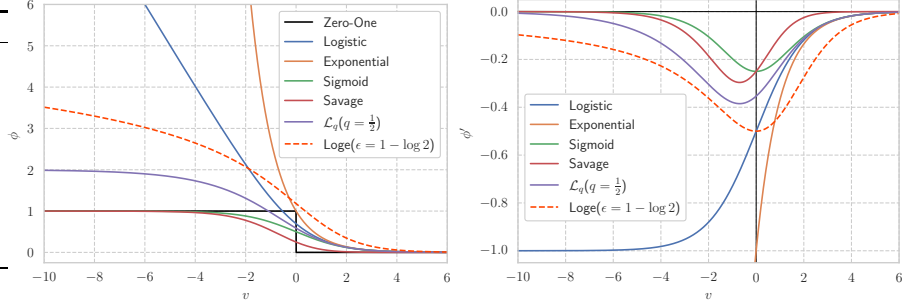 6
5
4
3
2
1
0
ϕ
−10
−8
−6
−4
−2
0
2
4
6
v
Zero-One
Logistic
Exponential
Sigmoid
Savage
ℒq(q = 1/2)
Loge(ϵ = 1 − log 2)
0.0
−0.2
−0.4
−0.6
−0.8
−1.0
ϕ′
−10
−8
−6
−4
−2
0
2
4
6
v
Logistic
Exponential
Sigmoid
Savage
ℒq(q = 1/2)
Loge(ϵ = 1 − log 2)